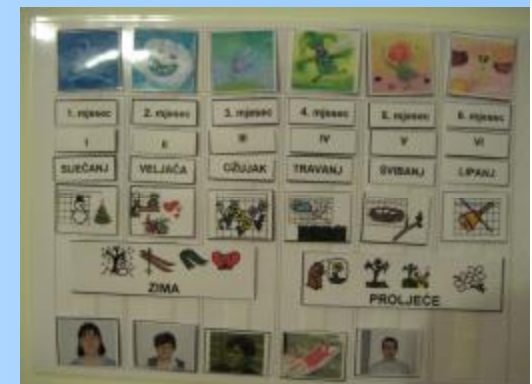 1. mjesec 2. mjesec 3. mjesec 4. mjesec 5. mjesec 6. mjesec
I II III IV V VI
SIJEČANJ VELJAČA OŽUJAK TRAVANJ SVIBANJ LIPANJ
ZIMA PROLJEĆE